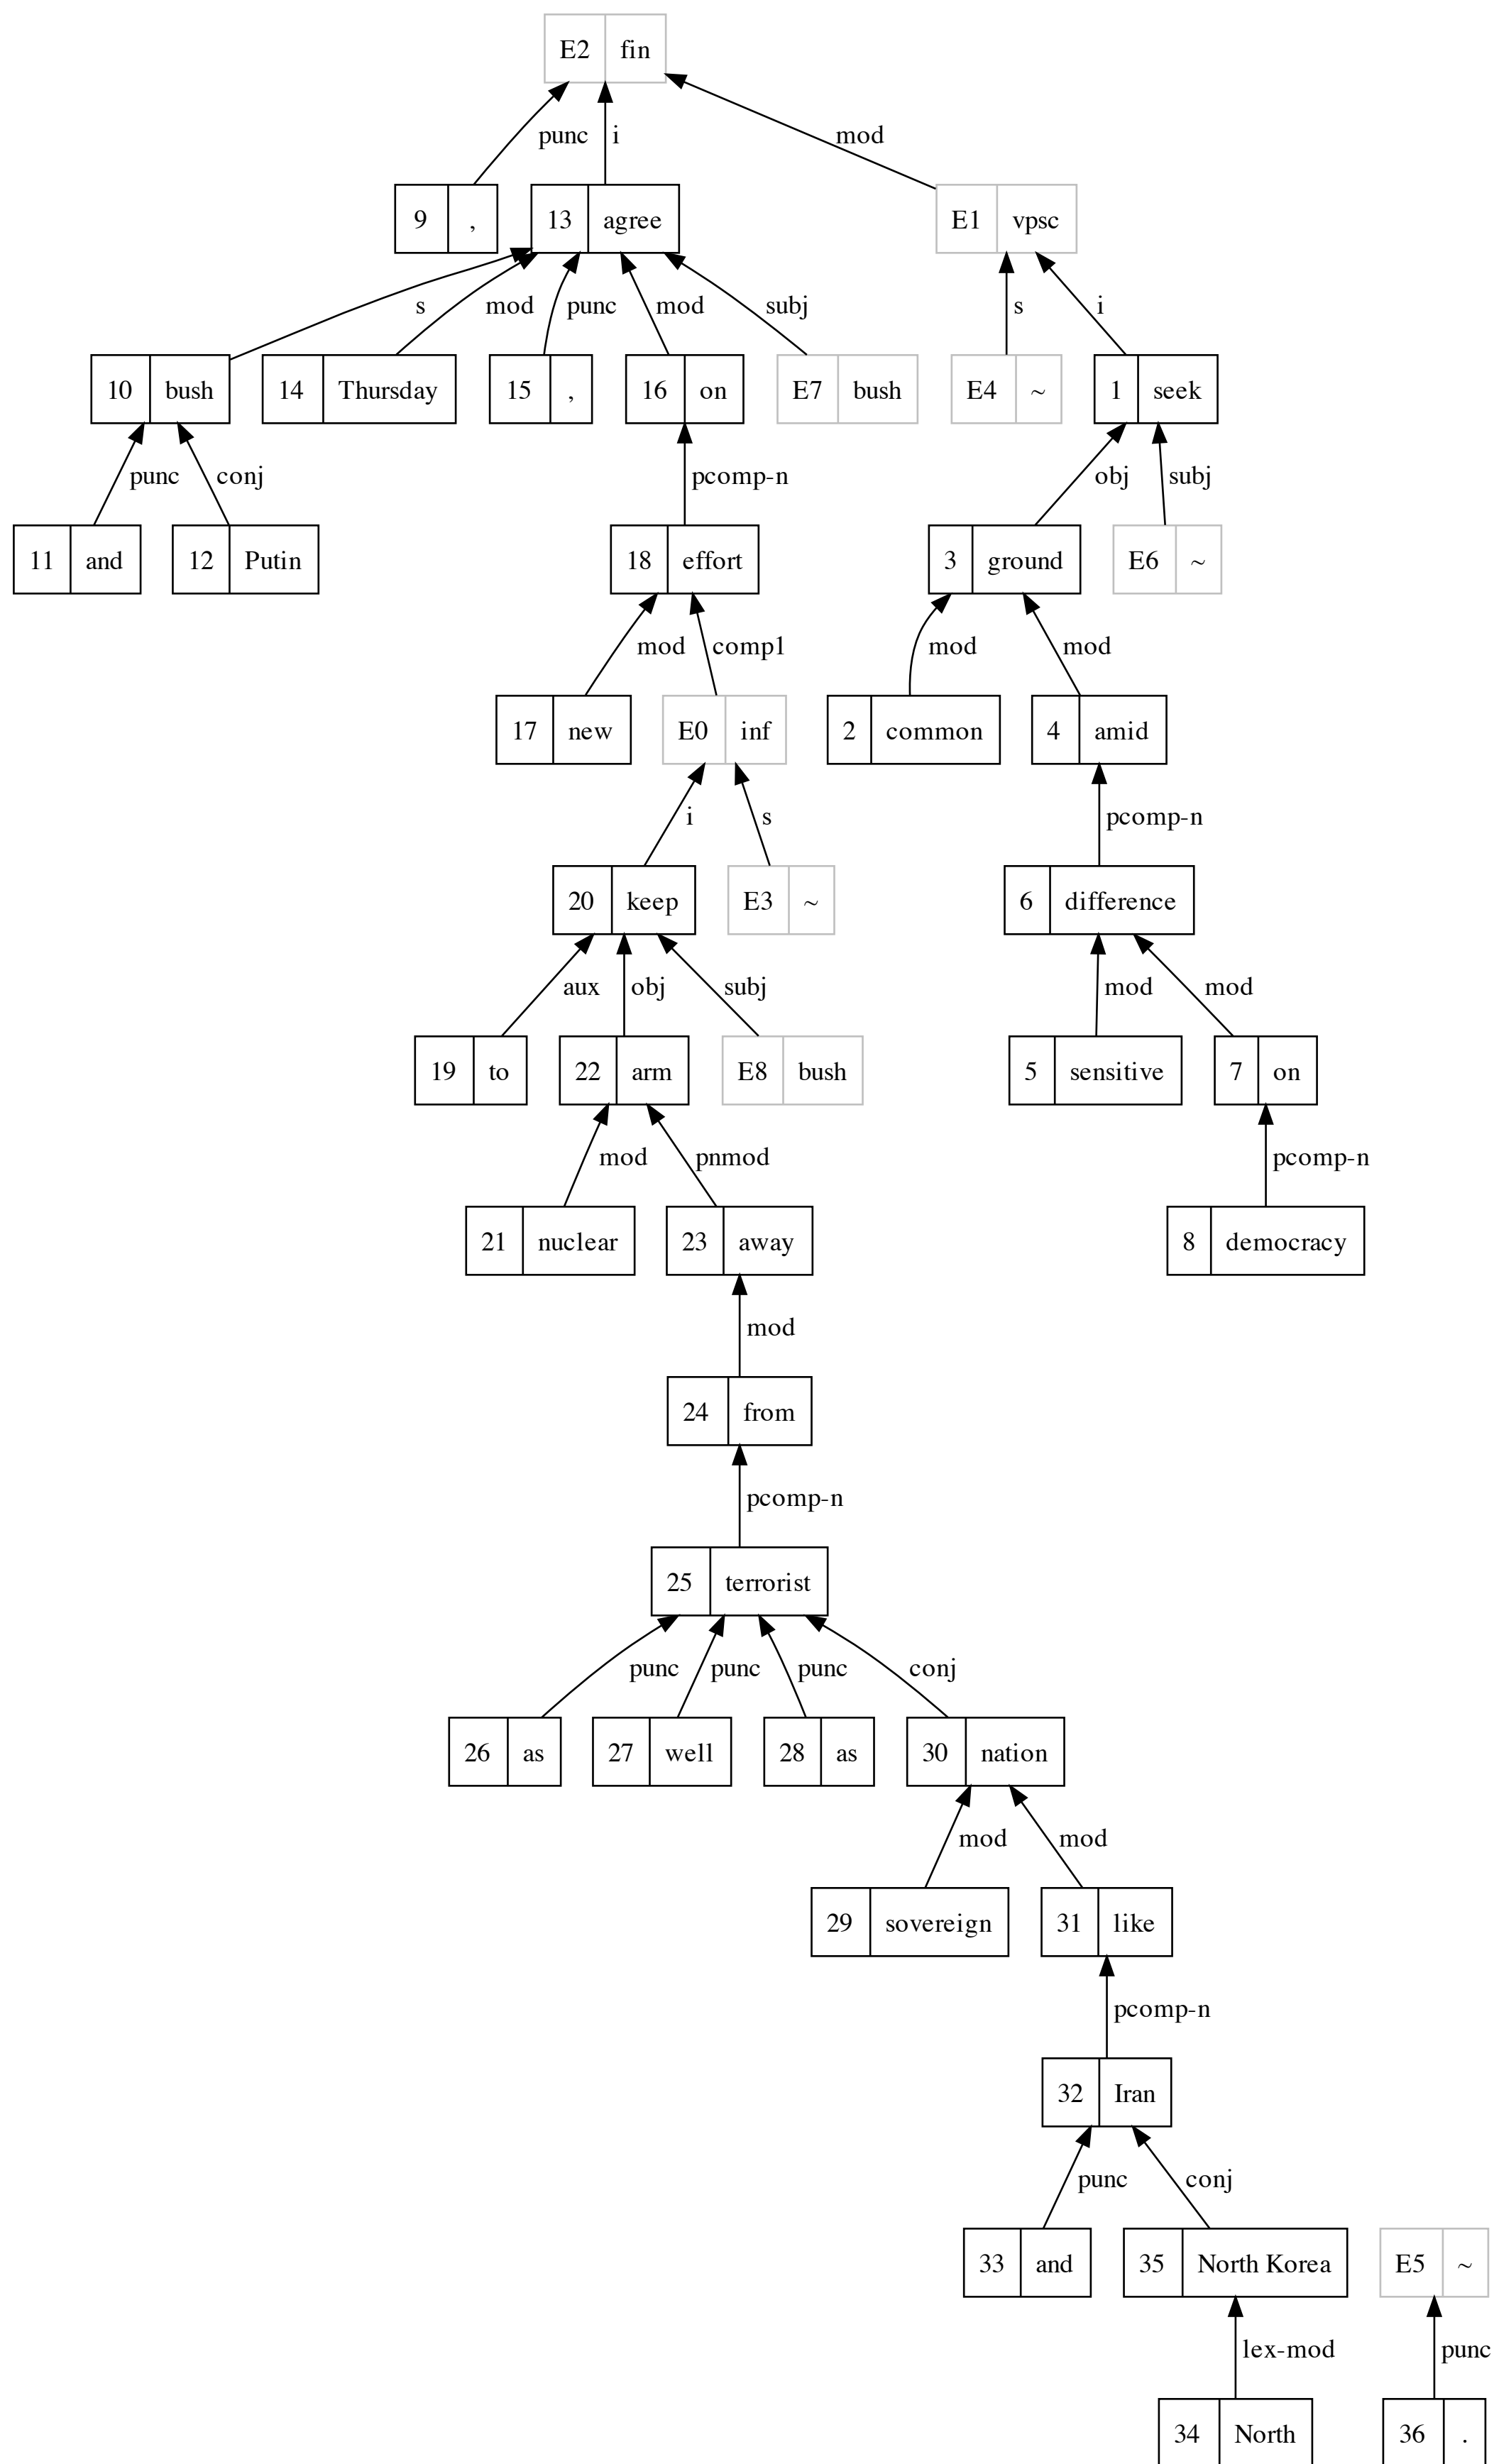 E2 fin
punc i mod
9 , 13 agree E1 vpsc
s mod punc mod subj s i
10 bush 14 Thursday 15 , 16 on E7 bush E4 ~ 1 seek
punc conj pcomp-n obj subj
11 and 12 Putin 18 effort 3 ground E6 ~
mod comp1 mod mod
17 new E0 inf 2 common 4 amid
i s pcomp-n
20 keep E3 ~ 6 difference
aux obj subj mod mod
19 to 22 arm E8 bush 5 sensitive 7 on
mod pnmod pcomp-n
21 nuclear 23 away 8 democracy
mod
24 from
pcomp-n
25 terrorist
punc punc punc conj
26 as 27 well 28 as 30 nation
mod mod
29 sovereign 31 like
pcomp-n
32 Iran
punc conj
33 and 35 North Korea E5 ~
lex-mod punc
34 North 36 .